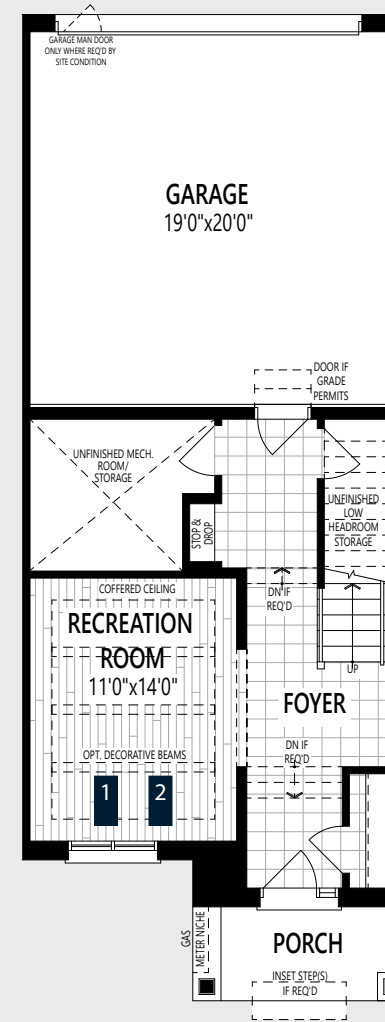 GARAGE MAN DOOR
ONLY WHERE REQ'D BY
SITE CONDITION
GARAGE
19'0"x20'0"
DOOR IF
GRADE
PERMITS
UNFINISHED MECH.
ROOM/
STORAGE
STOP &
DROP
UNFINISHED
LOW
HEADROOM
STORAGE
DN IF
REQ'D
UP
COFFERED CEILING
RECREATION
ROOM
11'0"x14'0"
FOYER
OPT. DECORATIVE BEAMS
DN IF
REQ'D
1
2
GAS
METER NICHE
PORCH
INSET STEP(S)
IF REQ'D